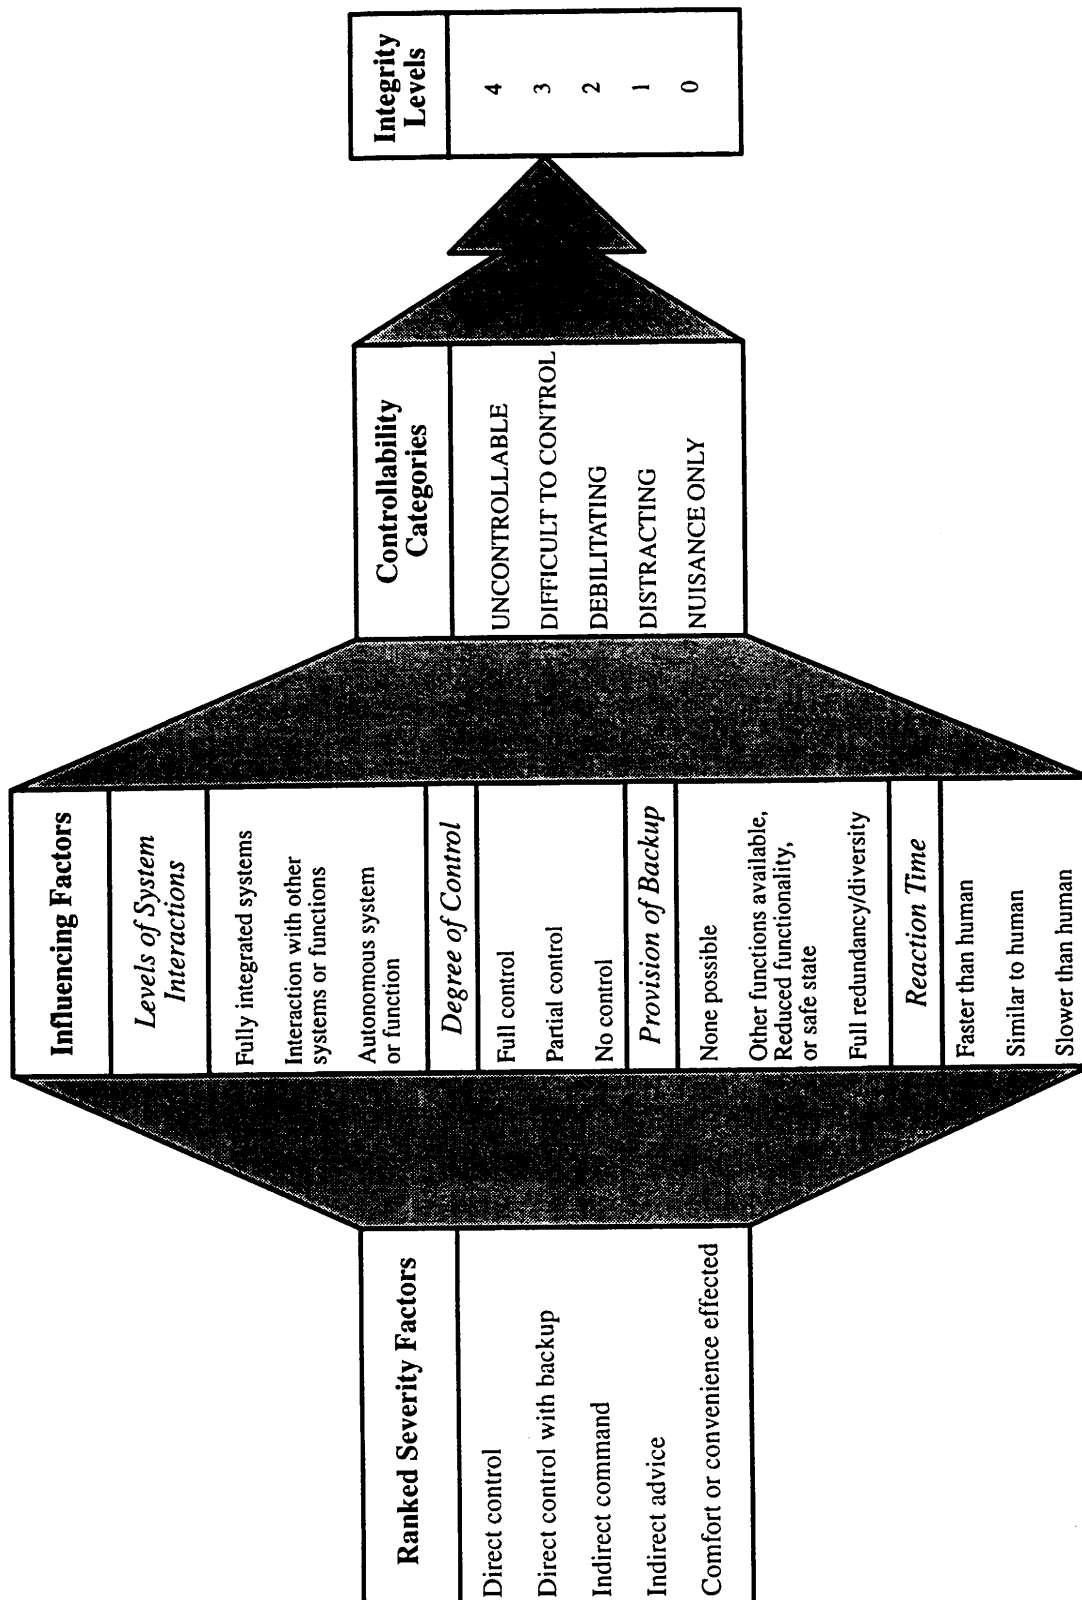 Ranked Severity Factors
Direct control
Direct control with backup
Indirect command
Indirect advice
Comfort or convenience effected
Influencing Factors
Levels of System
Interactions
Fully integrated systems
Interaction with other
systems or functions
Autonomous system
or function
Degree of Control
Full control
Partial control
No control
Provision of Backup
None possible
Other functions available,
Reduced functionality,
or safe state
Full redundancy/diversity
Reaction Time
Faster than human
Similar to human
Slower than human
Controllability
Categories
UNCONTROLLABLE
DIFFICULT TO CONTROL
DEBILITATING
DISTRACTING
NUISANCE ONLY
Integrity
Levels
4
3
2
1
0